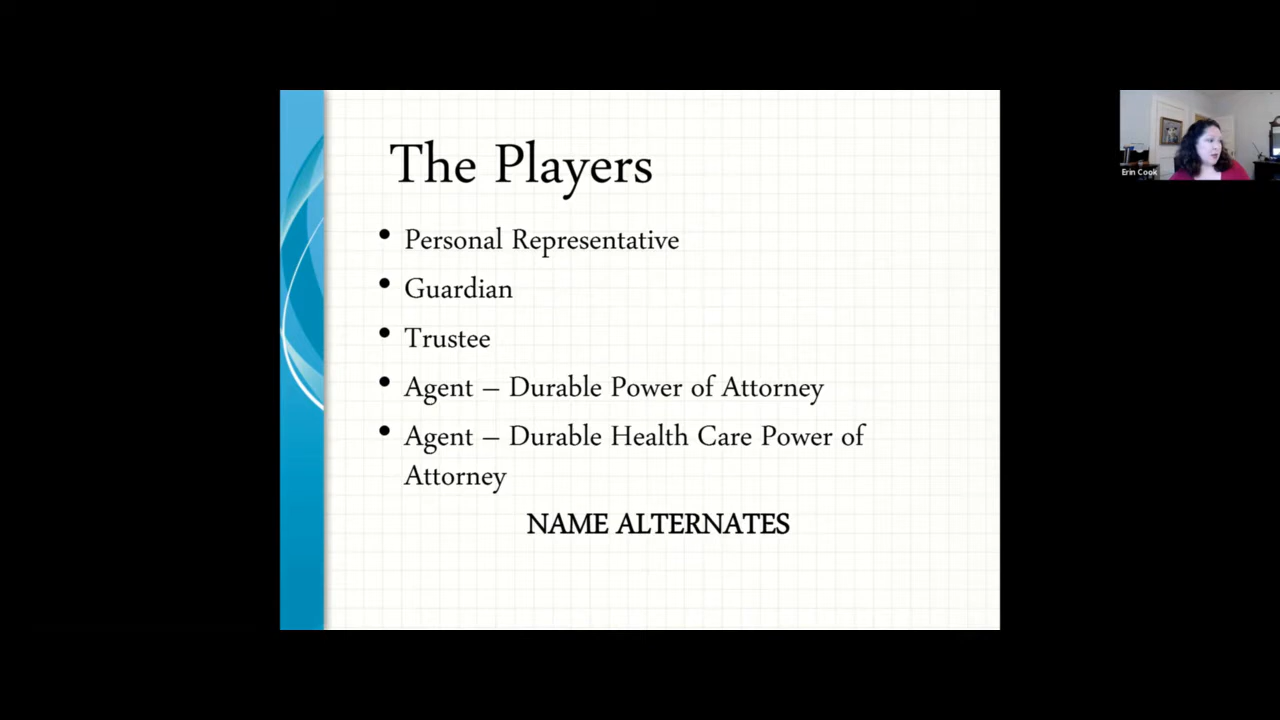 The Players
• Personal Representative
• Guardian
• Trustee
• Agent – Durable Power of Attorney
• Agent – Durable Health Care Power of
Attorney
NAME ALTERNATES
Erin Cook